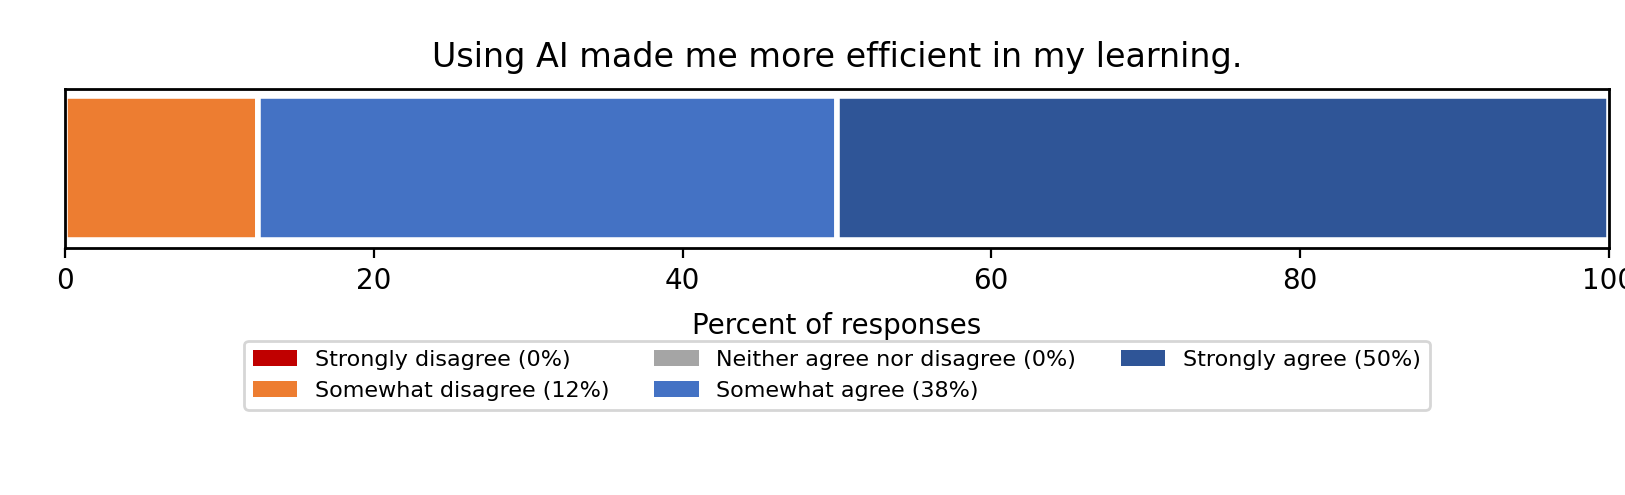 Using AI made me more efficient in my learning.
0 20 40 60 80 100
Percent of responses
Strongly disagree (0%) Neither agree nor disagree (0%) Strongly agree (50%)
Somewhat disagree (12%) Somewhat agree (38%)